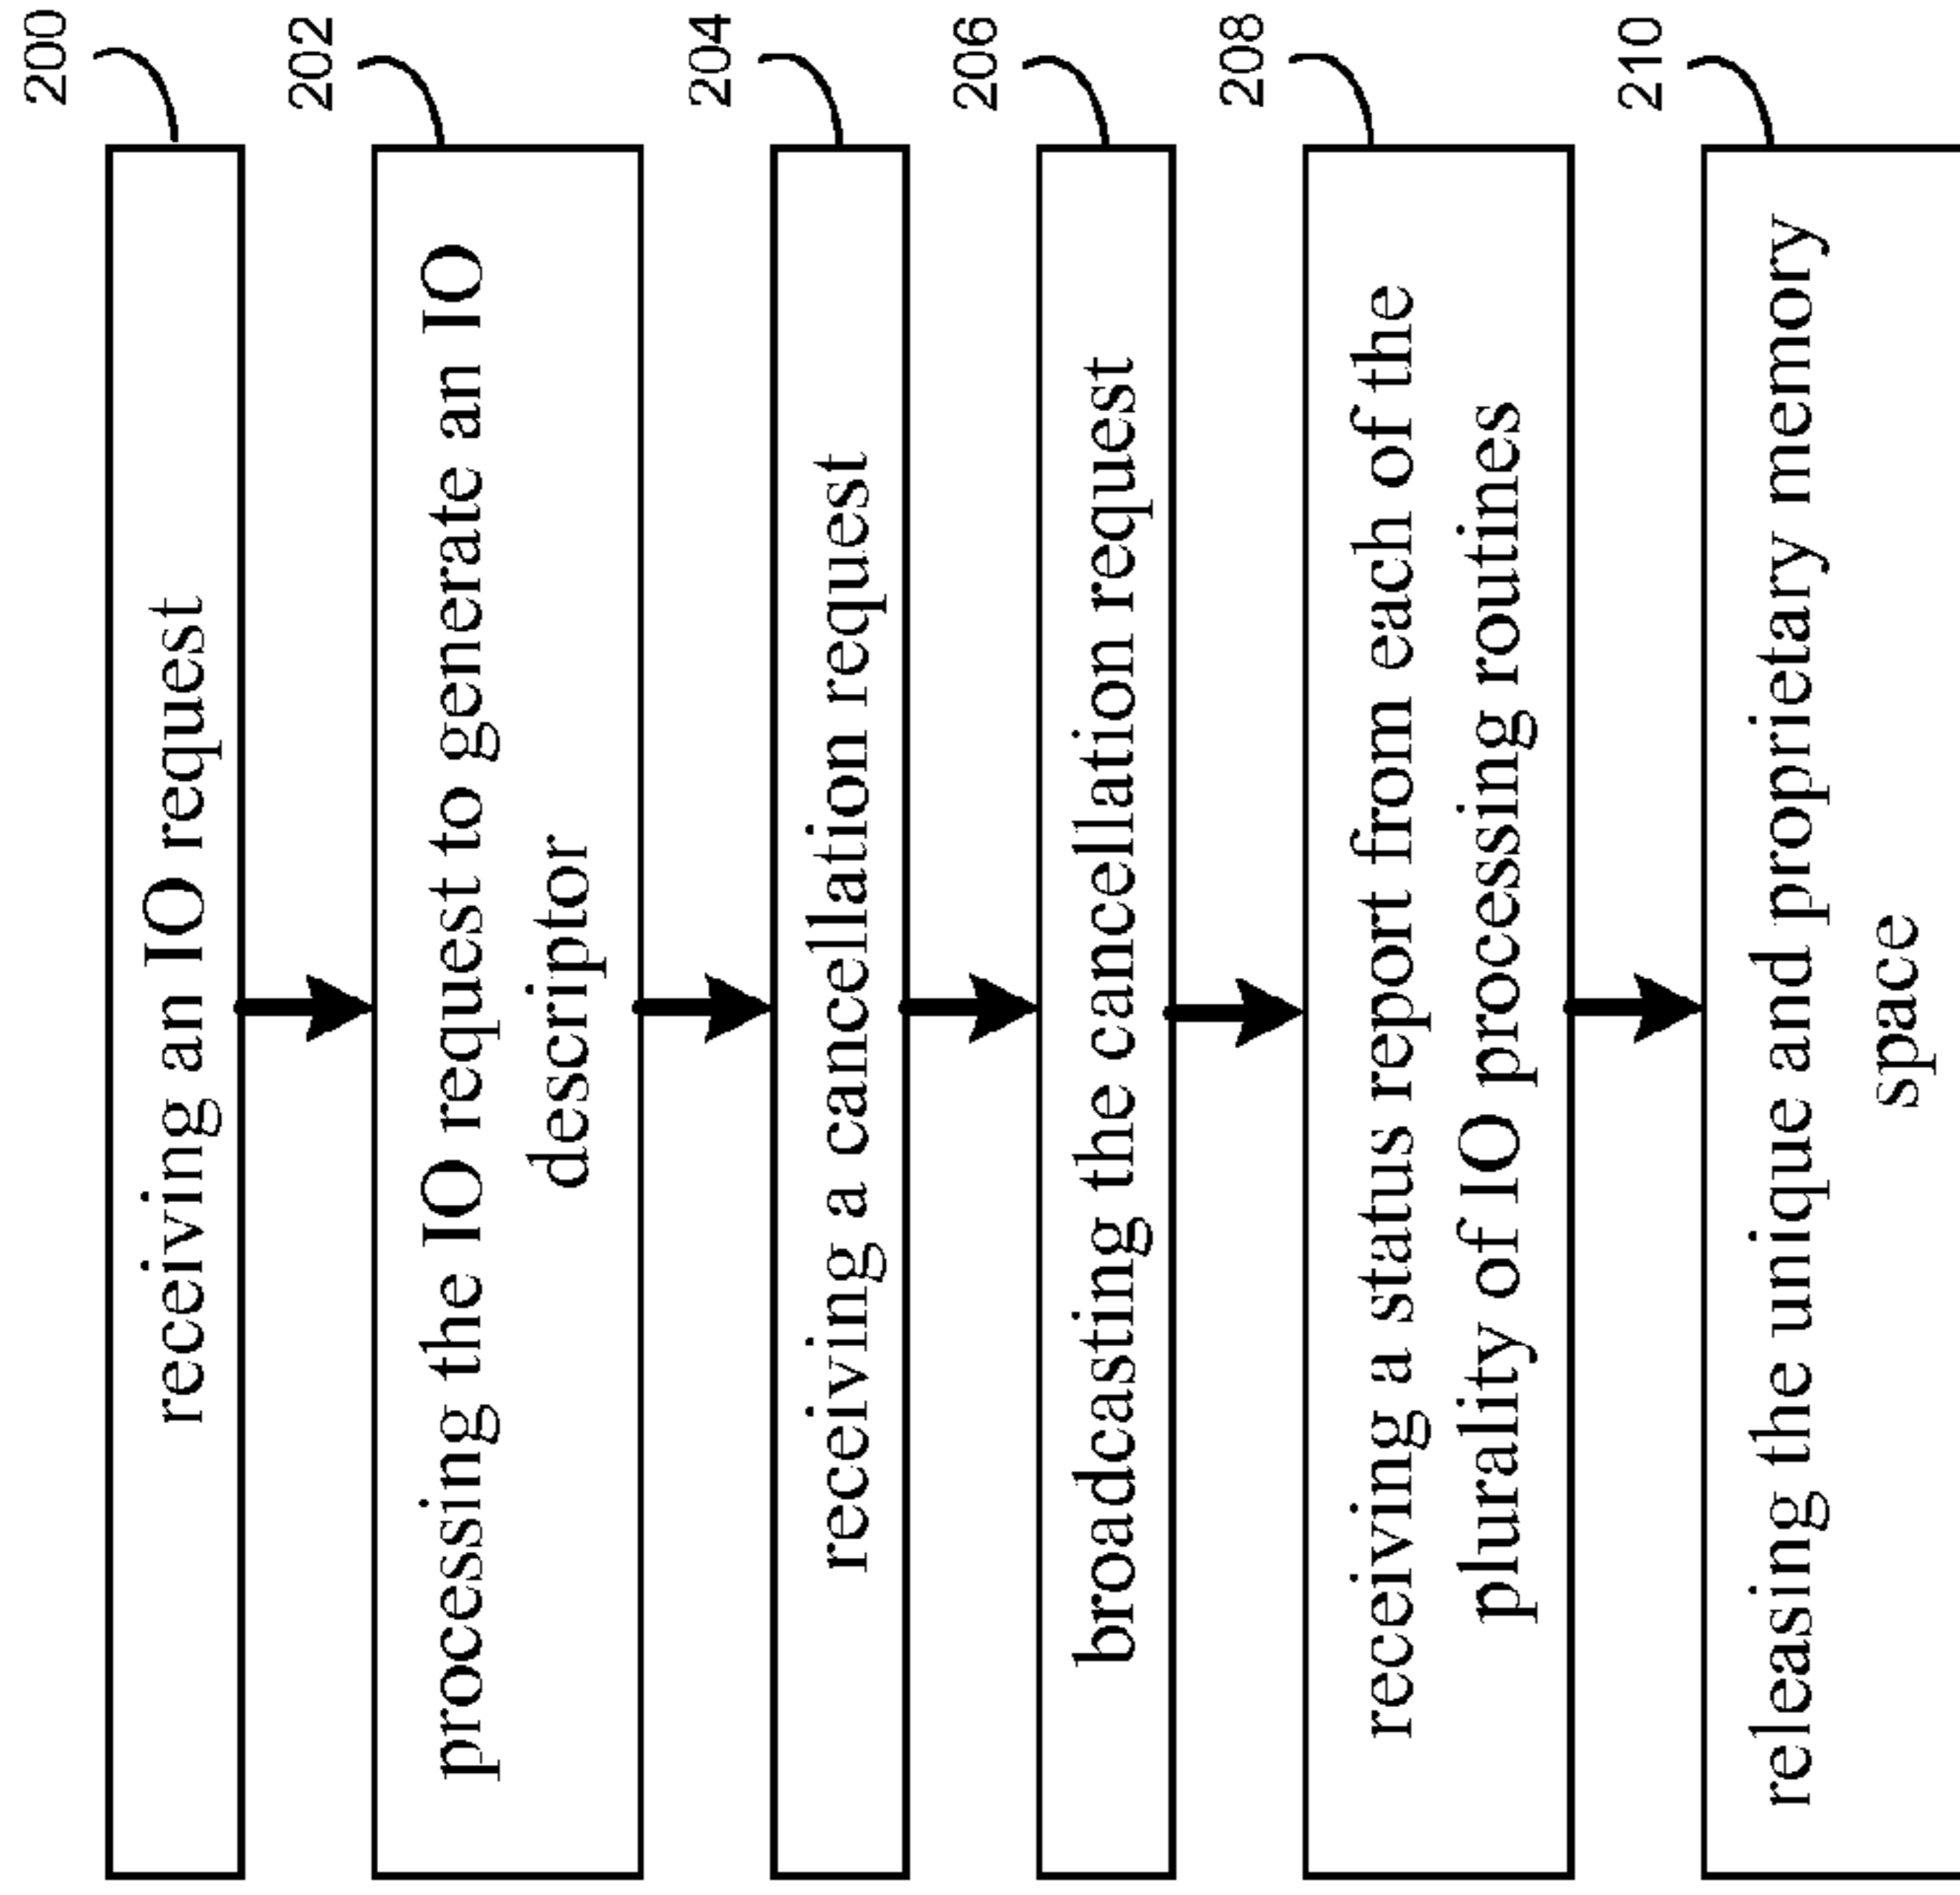 200
receiving an IO request
202
processing the IO request to generate an IO
descriptor
204
receiving a cancellation request
206
broadcasting the cancellation request
208
receiving a status report from each of the
plurality of IO processing routines
210
releasing the unique and proprietary memory
space